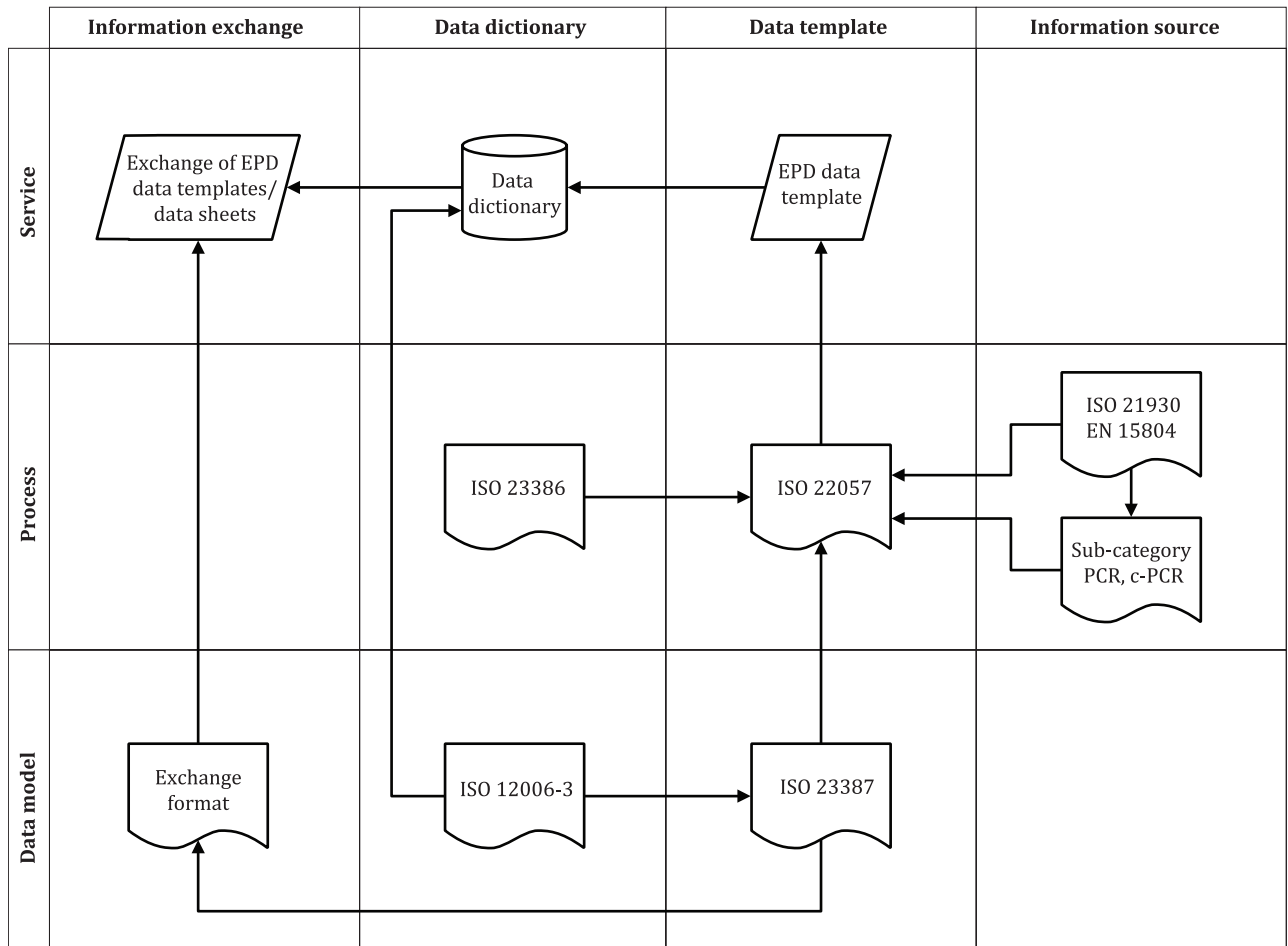 Information exchange
Data dictionary
Data template
Information source
Service
Exchange of EPD
data templates/
data sheets
Data
dictionary
EPD data
template
Process
ISO 23386
ISO 22057
ISO 21930
EN 15804
Sub-category
PCR, c-PCR
Data model
Exchange
format
ISO 12006-3
ISO 23387